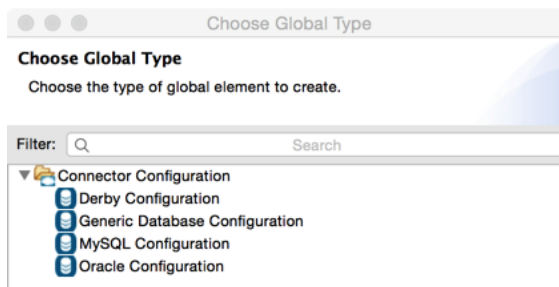 Choose Global Type
Choose Global Type
Choose the type of global element to create.
Filter: Search
Connector Configuration
Derby Configuration
Generic Database Configuration
MySQL Configuration
Oracle Configuration